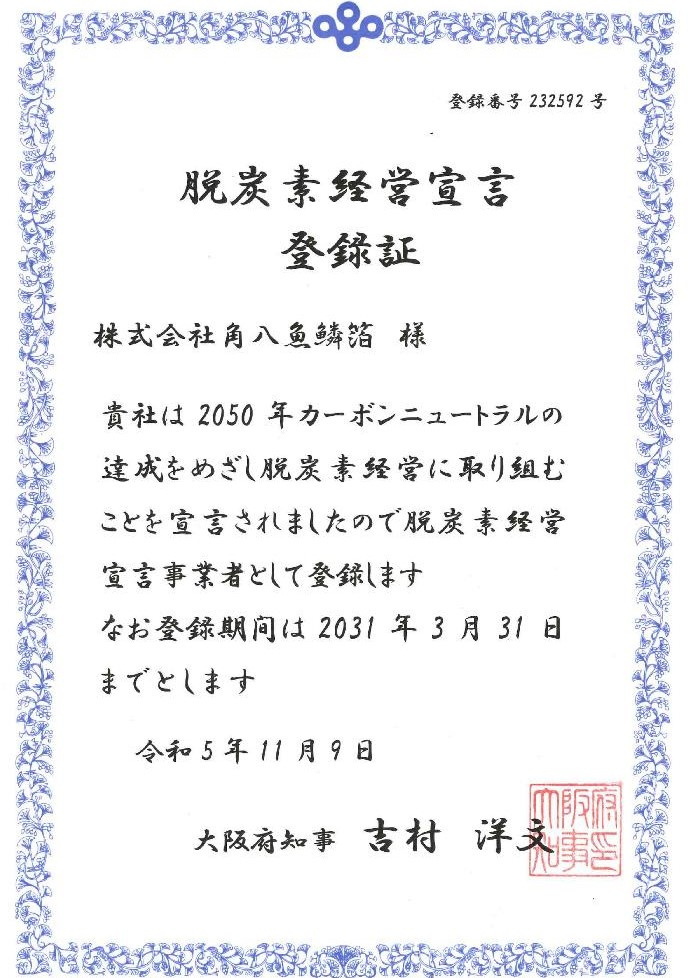 登録番号 232592 号
脱炭素経営宣言
登録証
株式会社角八魚鱗箔 様
貴社は 2050 年カーボンニュートラルの
達成をめざし脱炭素経営に取り組む
ことを宣言されましたので脱炭素経営
宣言事業者として登録します
なお登録期間は 2031 年 3 月 31 日
までとします
令和 5 年 11 月 9 日
大阪府知事 吉村 洋文
大阪府知事印